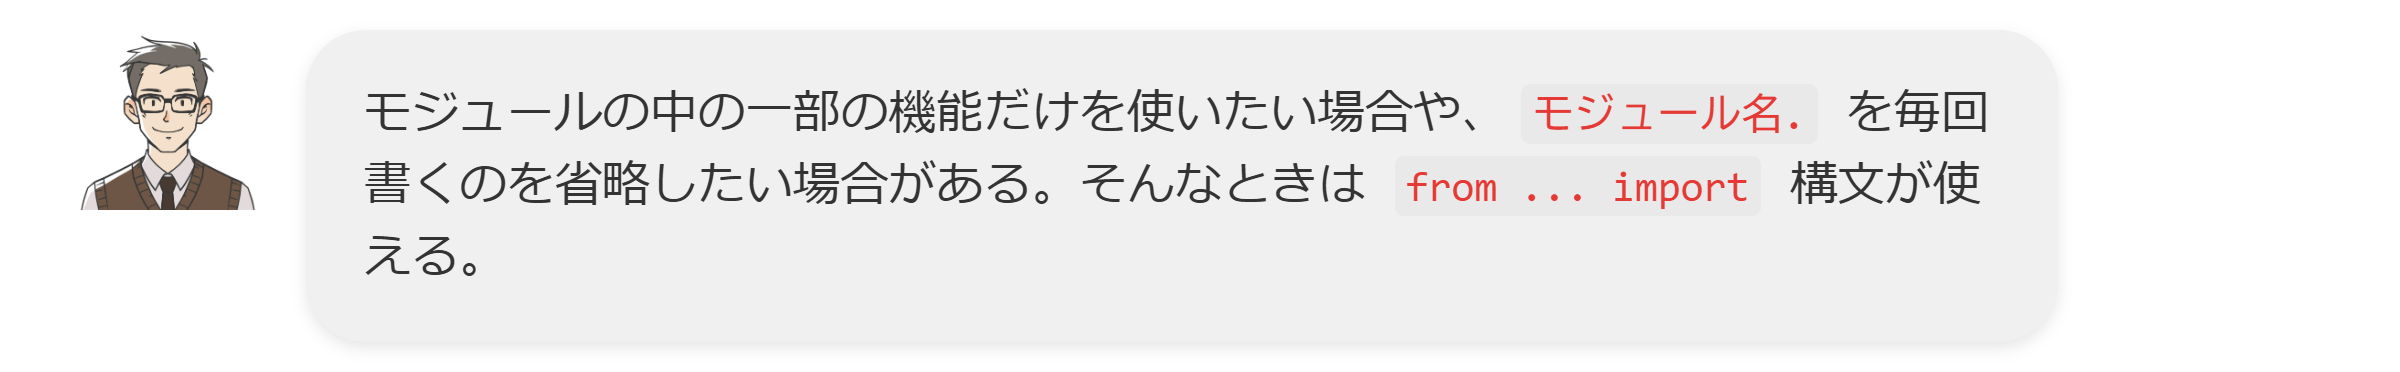 モジュールの中の一部の機能だけを使いたい場合や、 モジュール名. を毎回
書くのを省略したい場合がある。そんなときは from ... import 構文が使
える。